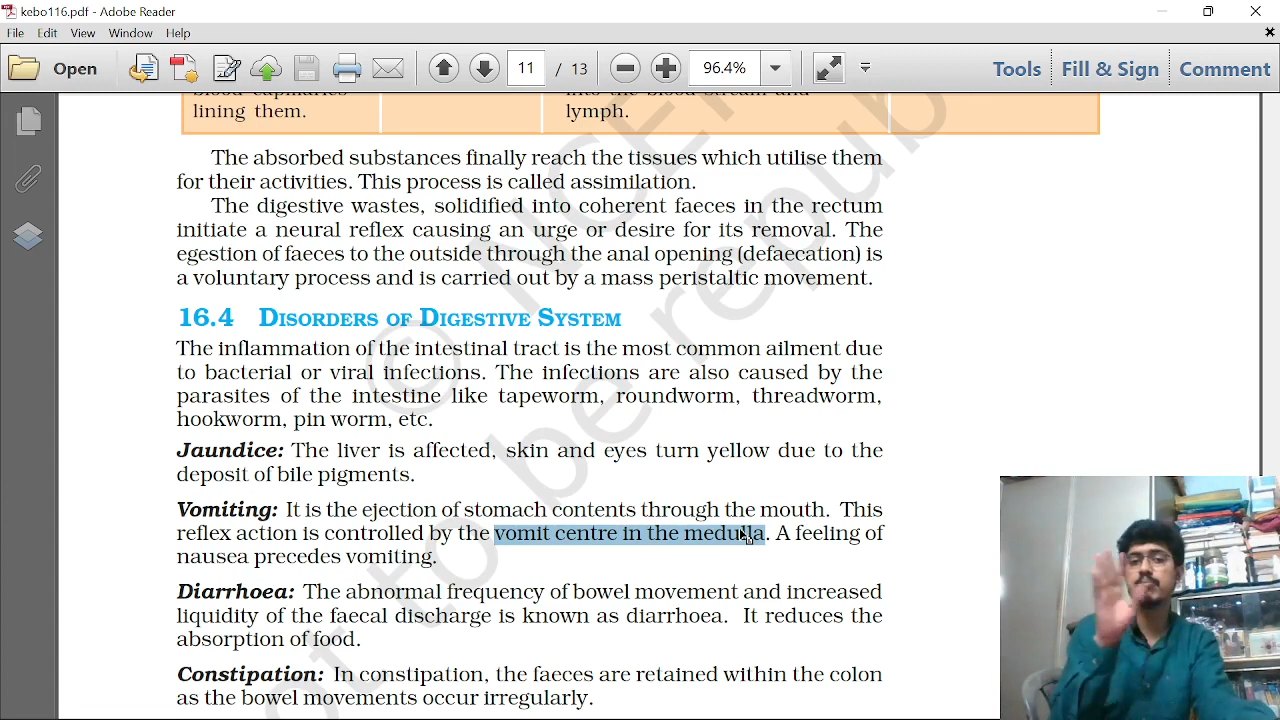 kebo116.pdf - Adobe Reader
File Edit View Window Help
Open 11 / 13 96.4% Tools Fill & Sign Comment
blood capillaries into the blood stream and
lining them. lymph.
The absorbed substances finally reach the tissues which utilise them
for their activities. This process is called assimilation.
The digestive wastes, solidified into coherent faeces in the rectum
initiate a neural reflex causing an urge or desire for its removal. The
egestion of faeces to the outside through the anal opening (defaecation) is
a voluntary process and is carried out by a mass peristaltic movement.
16.4 Disorders of Digestive System
The inflammation of the intestinal tract is the most common ailment due
to bacterial or viral infections. The infections are also caused by the
parasites of the intestine like tapeworm, roundworm, threadworm,
hookworm, pin worm, etc.
Jaundice: The liver is affected, skin and eyes turn yellow due to the
deposit of bile pigments.
Vomiting: It is the ejection of stomach contents through the mouth. This
reflex action is controlled by the vomit centre in the medulla. A feeling of
nausea precedes vomiting.
Diarrhoea: The abnormal frequency of bowel movement and increased
liquidity of the faecal discharge is known as diarrhoea. It reduces the
absorption of food.
Constipation: In constipation, the faeces are retained within the colon
as the bowel movements occur irregularly.